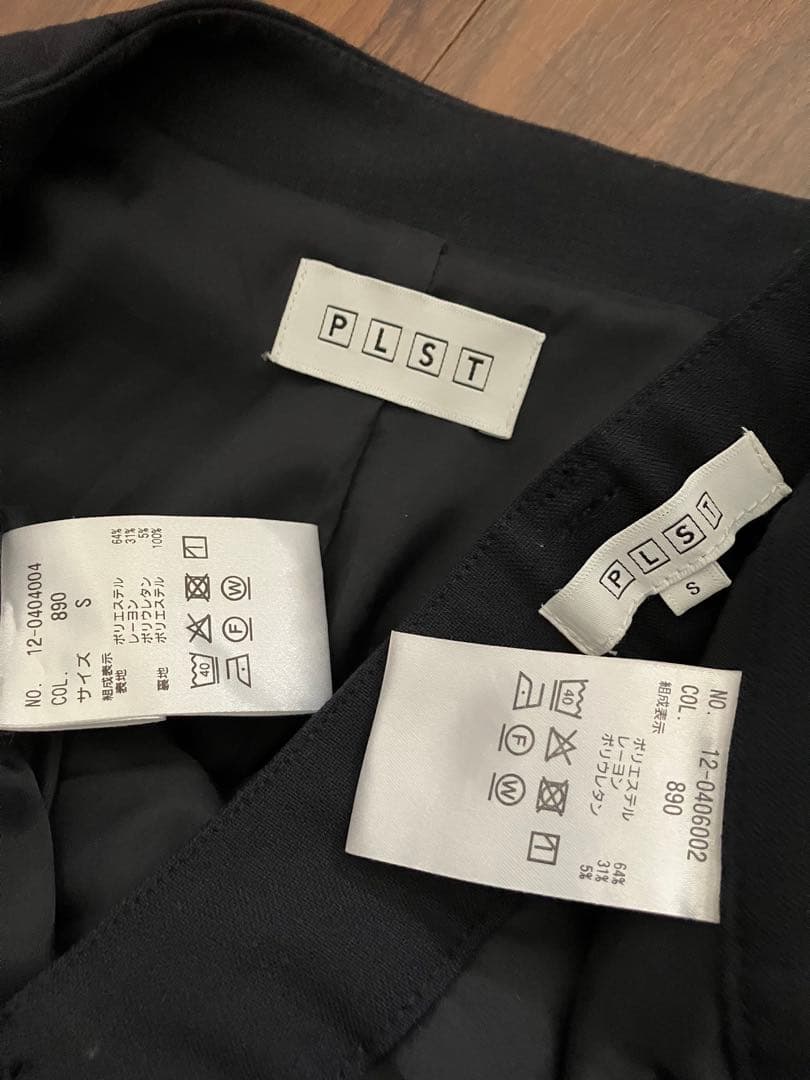 PLST
NO. 12-0404004
COL. 890
サイズ S
組成表示
表地 ポリエステル 64%
レーヨン 31%
ポリウレタン 5%
裏地 ポリエステル 100%
40
F W
PLST
S
NO. 12-0406002
COL. 890
組成表示
ポリエステル 64%
レーヨン 31%
ポリウレタン 5%
40
F W